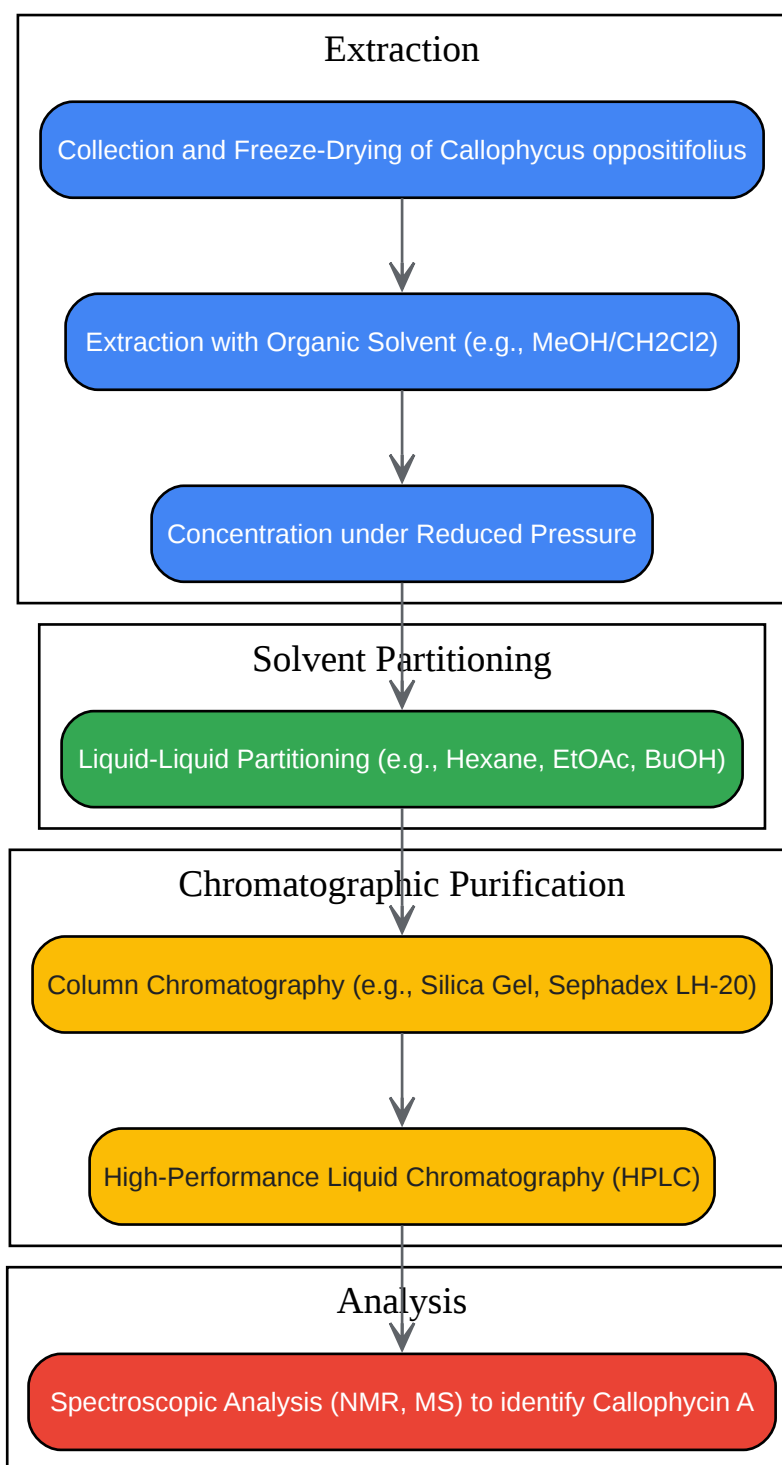 Extraction
Collection and Freeze-Drying of Callophycus oppositifolius
Extraction with Organic Solvent (e.g., MeOH/CH2Cl2)
Concentration under Reduced Pressure
Solvent Partitioning
Liquid-Liquid Partitioning (e.g., Hexane, EtOAc, BuOH)
Chromatographic Purification
Column Chromatography (e.g., Silica Gel, Sephadex LH-20)
High-Performance Liquid Chromatography (HPLC)
Analysis
Spectroscopic Analysis (NMR, MS) to identify Callophycin A